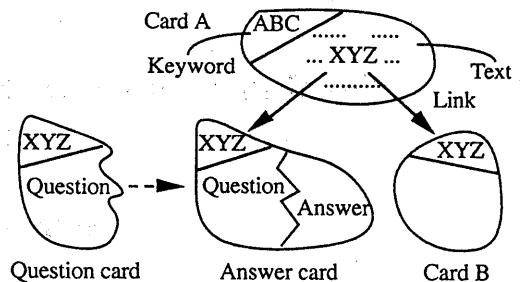 Card A
ABC
...... ...
Keyword
... XYZ ...
..........
Text
Link
XYZ
Question
XYZ
Question
Answer
XYZ
Question card
Answer card
Card B